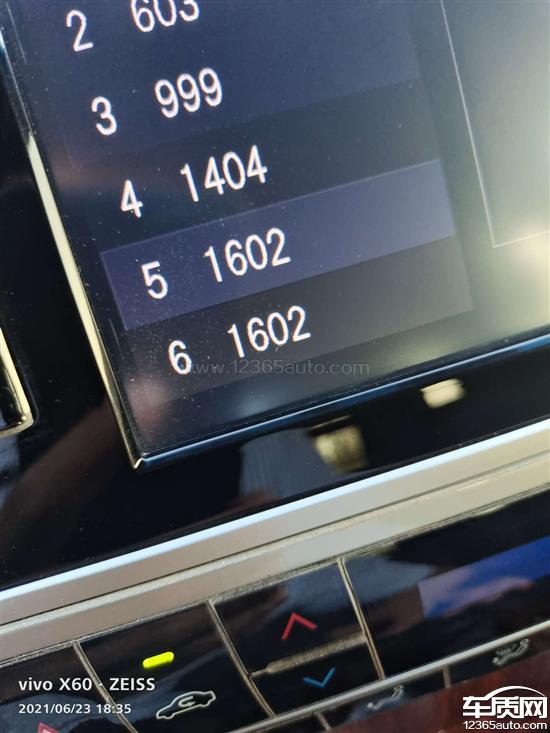 2 603
3 999
4 1404
5 1602
6 1602
www.12365auto.com
vivo X60 · ZEISS
2021/06/23 18:35
车质网
12365auto.com